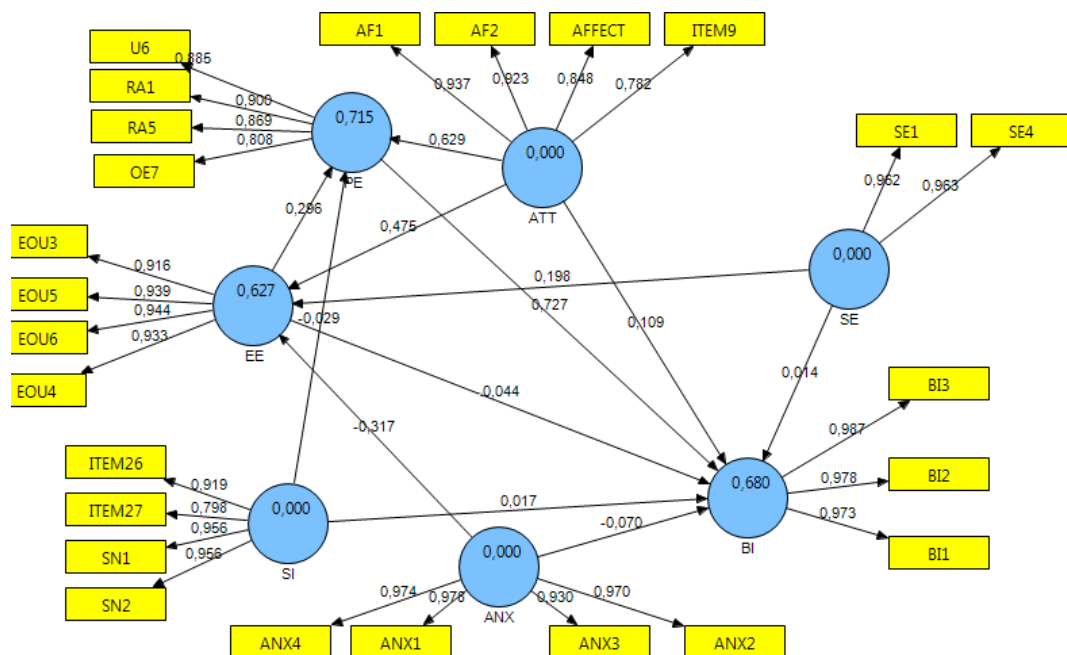 AF1 AF2 AFFECT ITEM9
U6
0,885
RA1
0,900
RA5
0,869
OE7
0,808
0,715
PE
0,937 0,923 0,848 0,782
0,629
0,000
ATT
SE1 SE4
0,962 0,963
0,000
SE
0,296
0,475
EOU3
0,916
EOU5
0,939
EOU6
0,944
EOU4
0,933
0,627
EE
0,198
-0,029
0,727
0,109
0,014
-0,317
0,044
BI3
0,987
BI2
0,978
BI1
0,973
0,680
BI
ITEM26
0,919
ITEM27
0,798
SN1
0,956
SN2
0,956
0,000
SI
0,017
-0,070
0,000
ANX
0,974 0,978 0,930 0,970
ANX4 ANX1 ANX3 ANX2